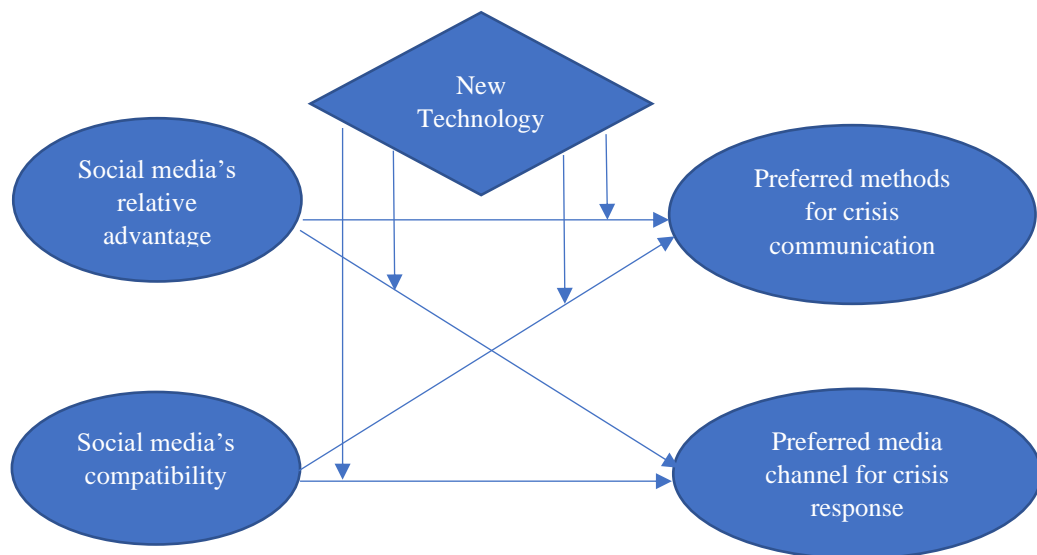 New
Technology
Social media’s
relative
advantage
Preferred methods
for crisis
communication
Social media’s
compatibility
Preferred media
channel for crisis
response